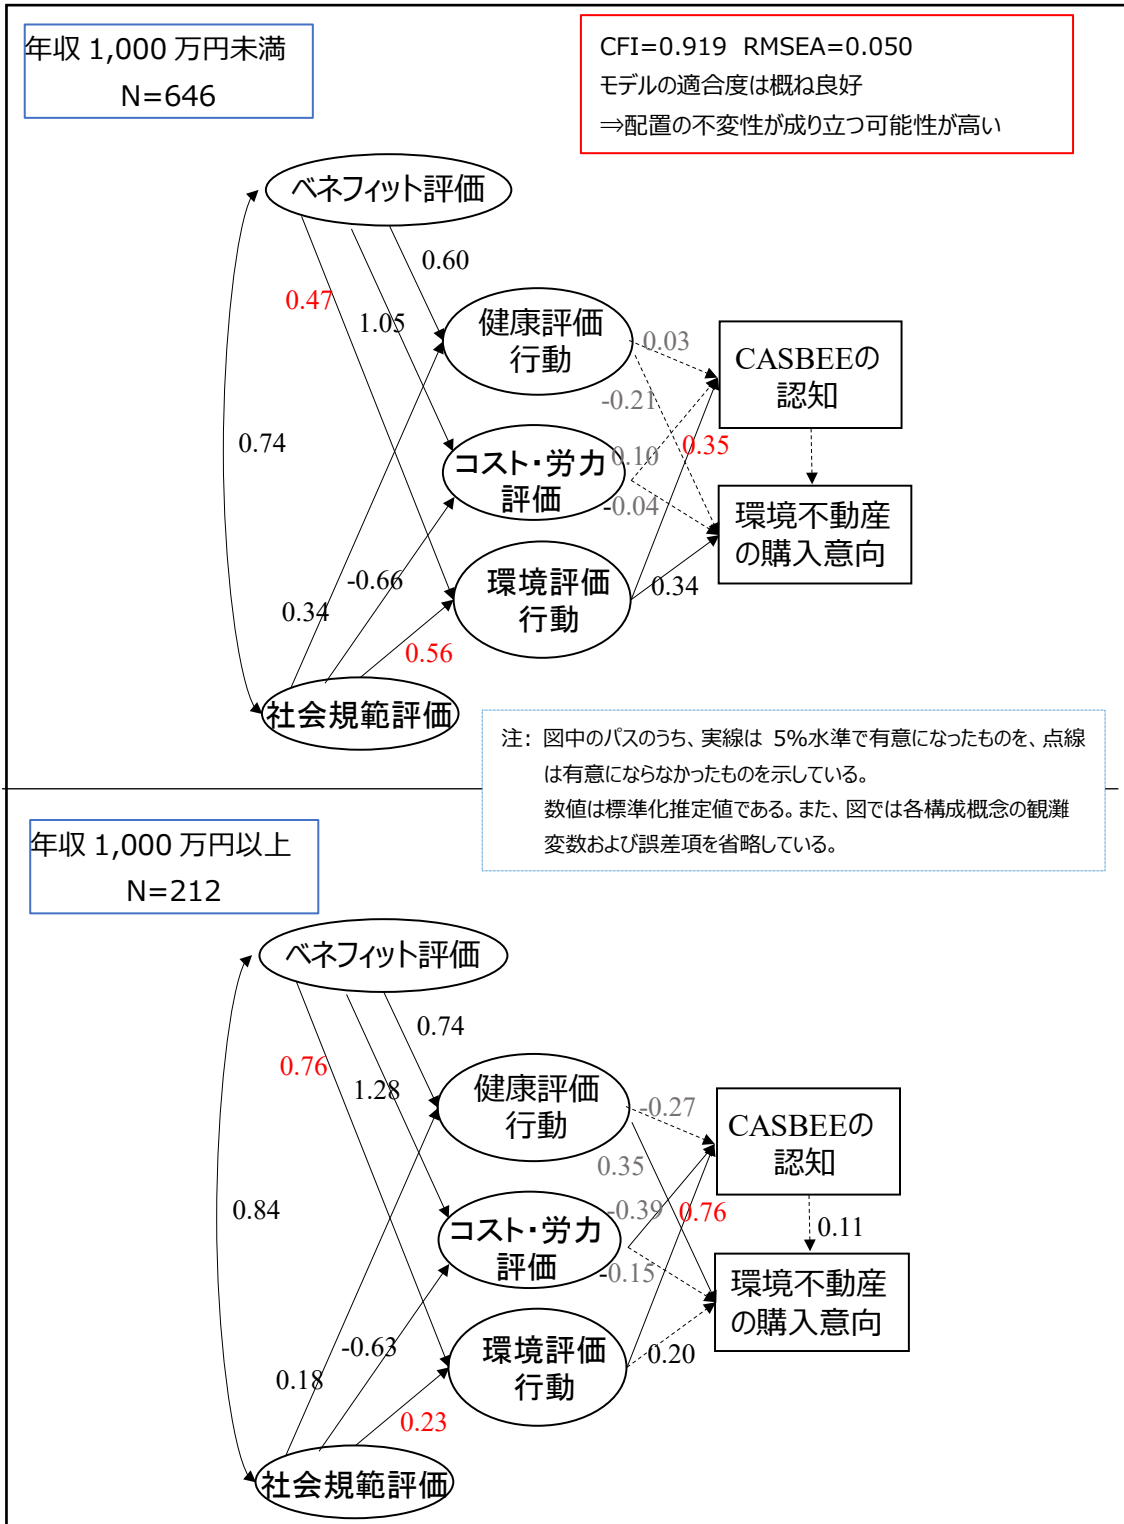 年収 1,000 万円未満
N=646
CFI=0.919 RMSEA=0.050
モデルの適合度は概ね良好
⇒配置の不変性が成り立つ可能性が高い
ベネフィット評価
0.60
0.47
1.05
健康評価
行動
0.03
CASBEEの
認知
-0.21
0.74
0.35
コスト・労力
評価
0.10
-0.04
環境不動産
の購入意向
-0.66
環境評価
行動
0.34
0.34
0.56
社会規範評価
注: 図中のパスのうち、実線は 5%水準で有意になったものを、点線
は有意にならなかったものを示している。
数値は標準化推定値である。また、図では各構成概念の観灘
変数および誤差項を省略している。
年収 1,000 万円以上
N=212
ベネフィット評価
0.74
0.76
1.28
健康評価
行動
-0.27
CASBEEの
認知
0.35
0.84
-0.39
0.76
0.11
コスト・労力
評価
-0.15
環境不動産
の購入意向
-0.63
環境評価
行動
0.20
0.18
0.23
社会規範評価